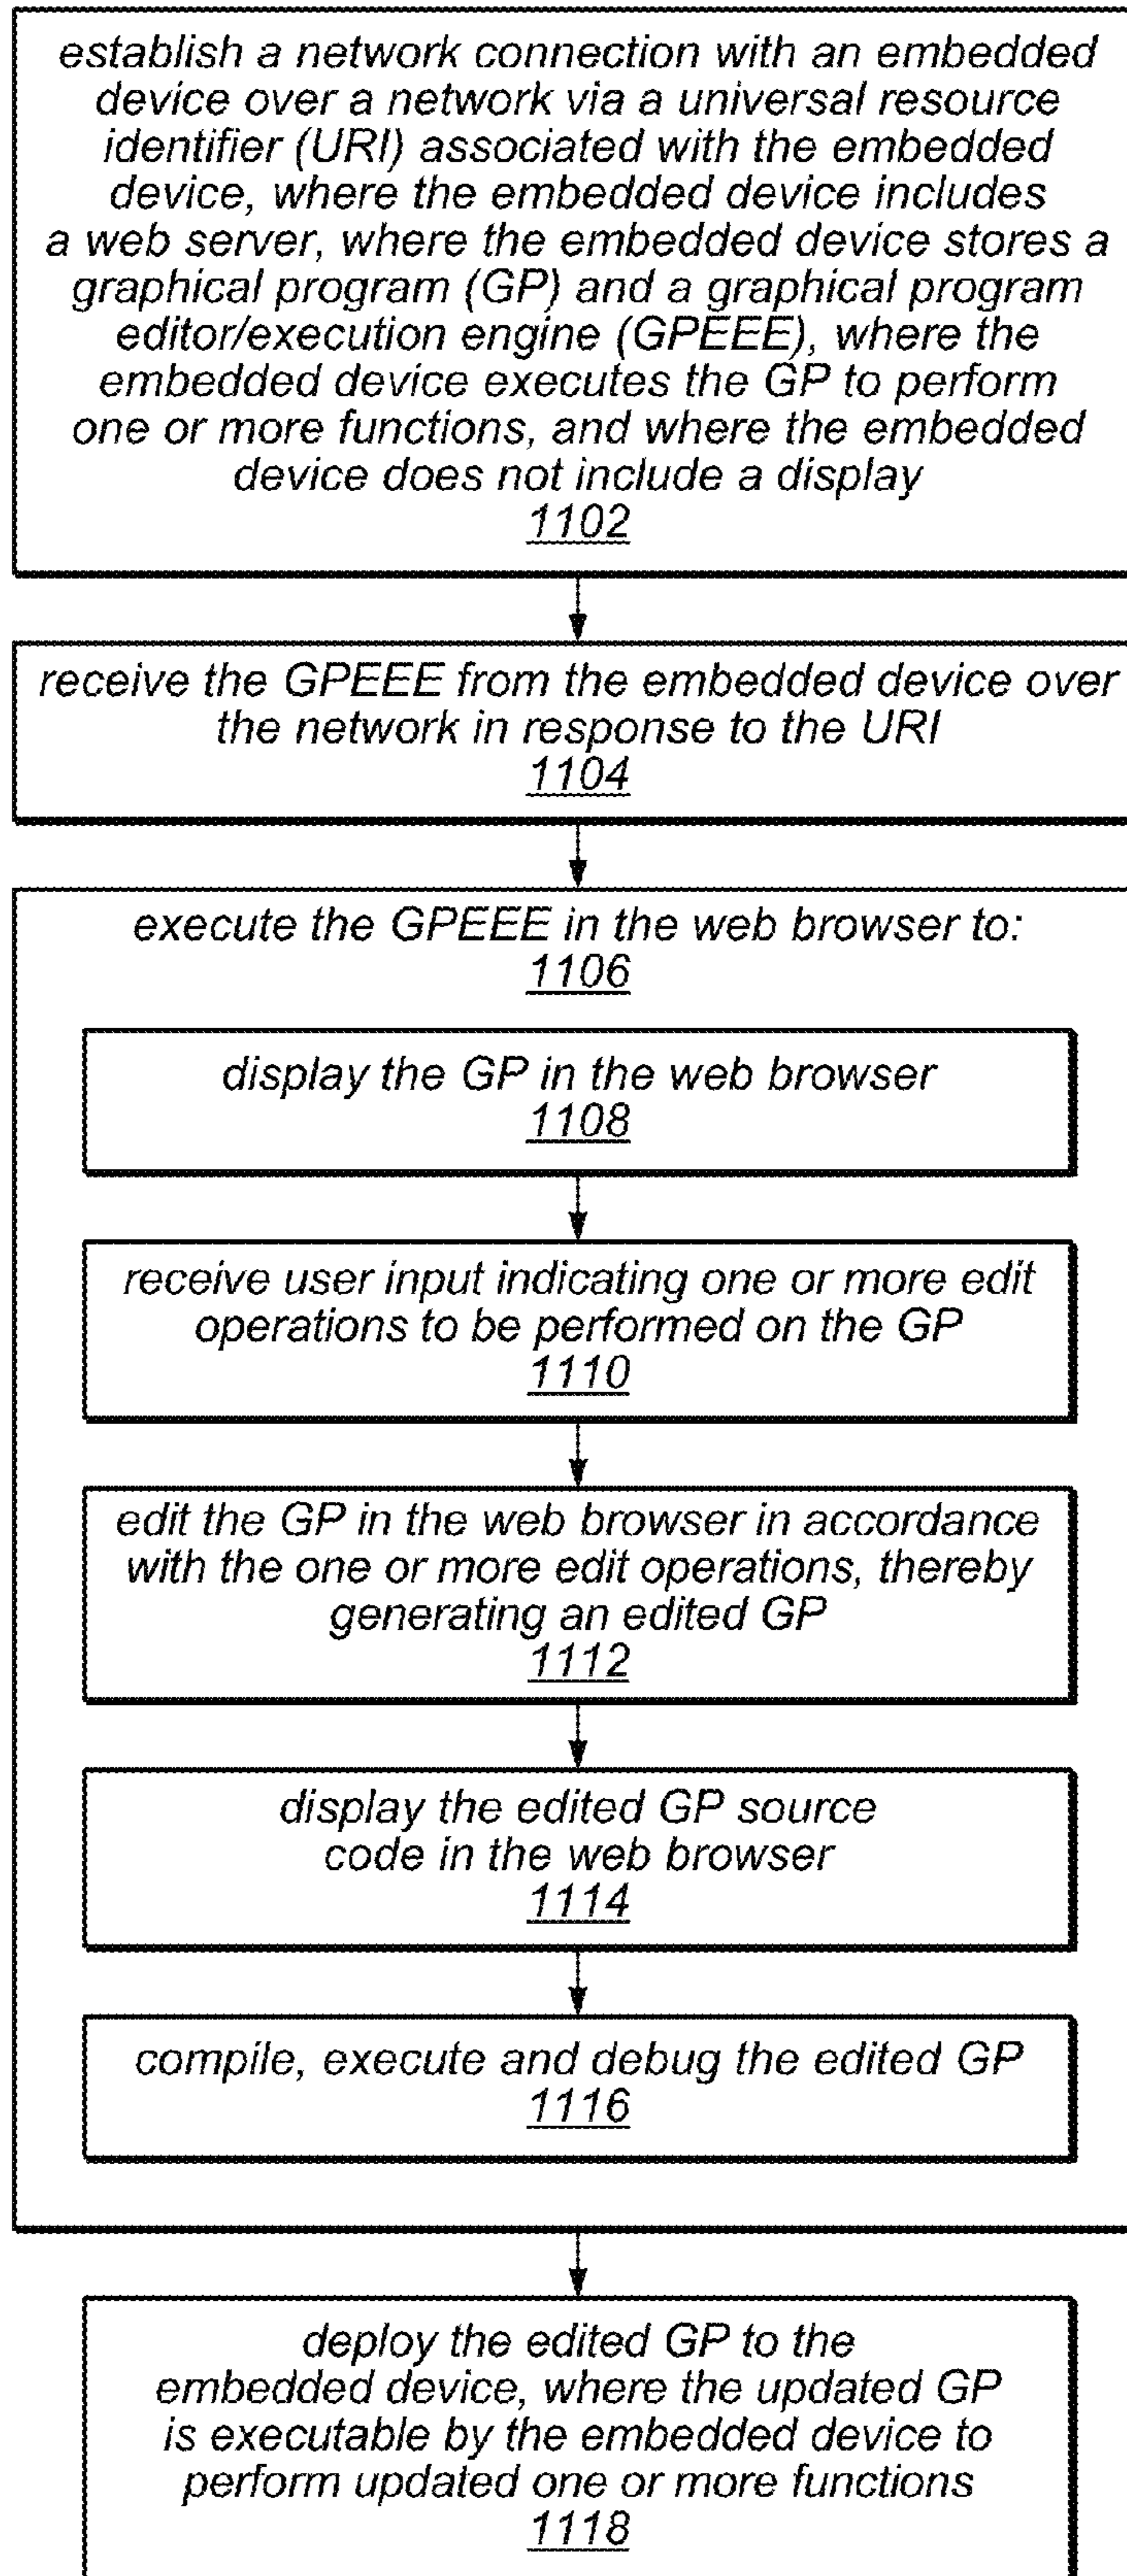 establish a network connection with an embedded
device over a network via a universal resource
identifier (URI) associated with the embedded
device, where the embedded device includes
a web server, where the embedded device stores a
graphical program (GP) and a graphical program
editor/execution engine (GPEEE), where the
embedded device executes the GP to perform
one or more functions, and where the embedded
device does not include a display
1102
receive the GPEEE from the embedded device over
the network in response to the URI
1104
execute the GPEEE in the web browser to:
1106
display the GP in the web browser
1108
receive user input indicating one or more edit
operations to be performed on the GP
1110
edit the GP in the web browser in accordance
with the one or more edit operations, thereby
generating an edited GP
1112
display the edited GP source
code in the web browser
1114
compile, execute and debug the edited GP
1116
deploy the edited GP to the
embedded device, where the updated GP
is executable by the embedded device to
perform updated one or more functions
1118